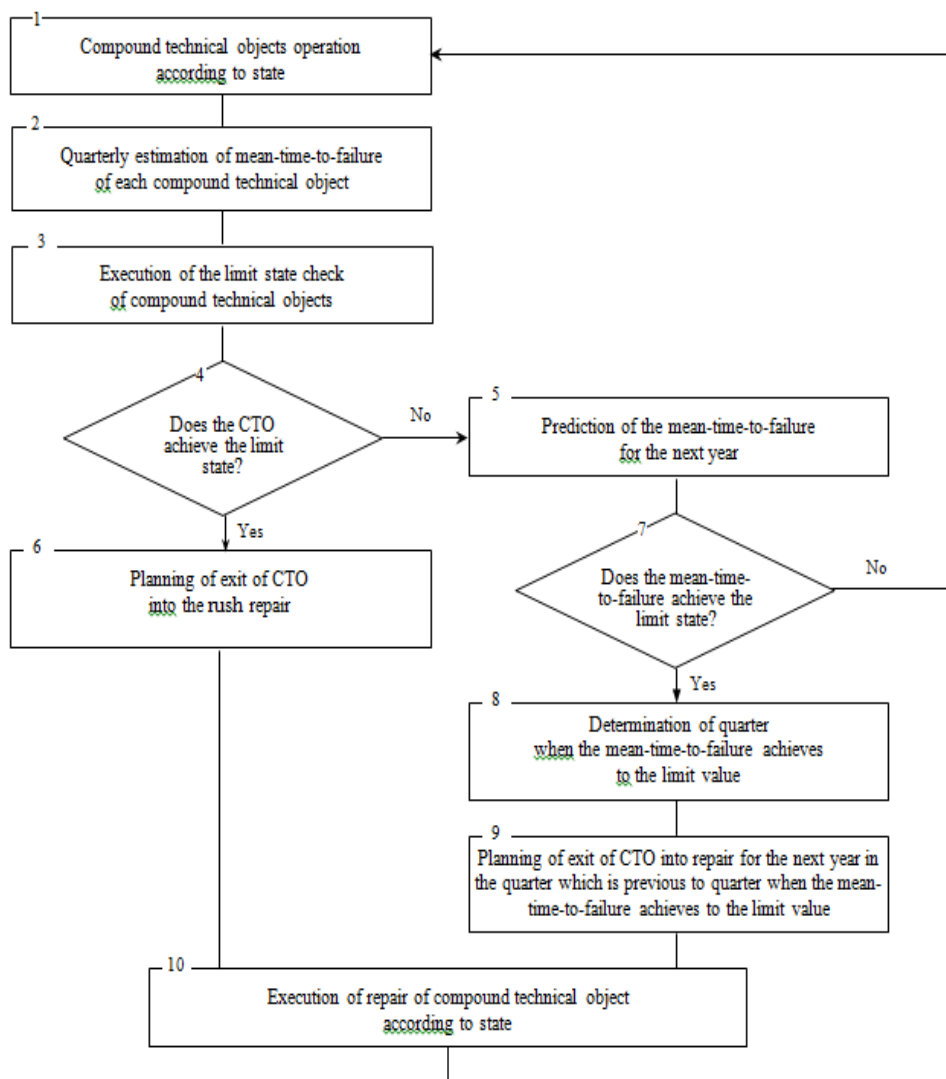 1
Compound technical objects operation
according to state
2
Quarterly estimation of mean-time-to-failure
of each compound technical object
3
Execution of the limit state check
of compound technical objects
4
Does the CTO
achieve the limit
state?
No
Yes
5
Prediction of the mean-time-to-failure
for the next year
6
Planning of exit of CTO
into the rush repair
7
Does the mean-time-
to-failure achieve the
limit state?
No
Yes
8
Determination of quarter
when the mean-time-to-failure achieves
to the limit value
9
Planning of exit of CTO into repair for the next year in
the quarter which is previous to quarter when the mean-
time-to-failure achieves to the limit value
10
Execution of repair of compound technical object
according to state